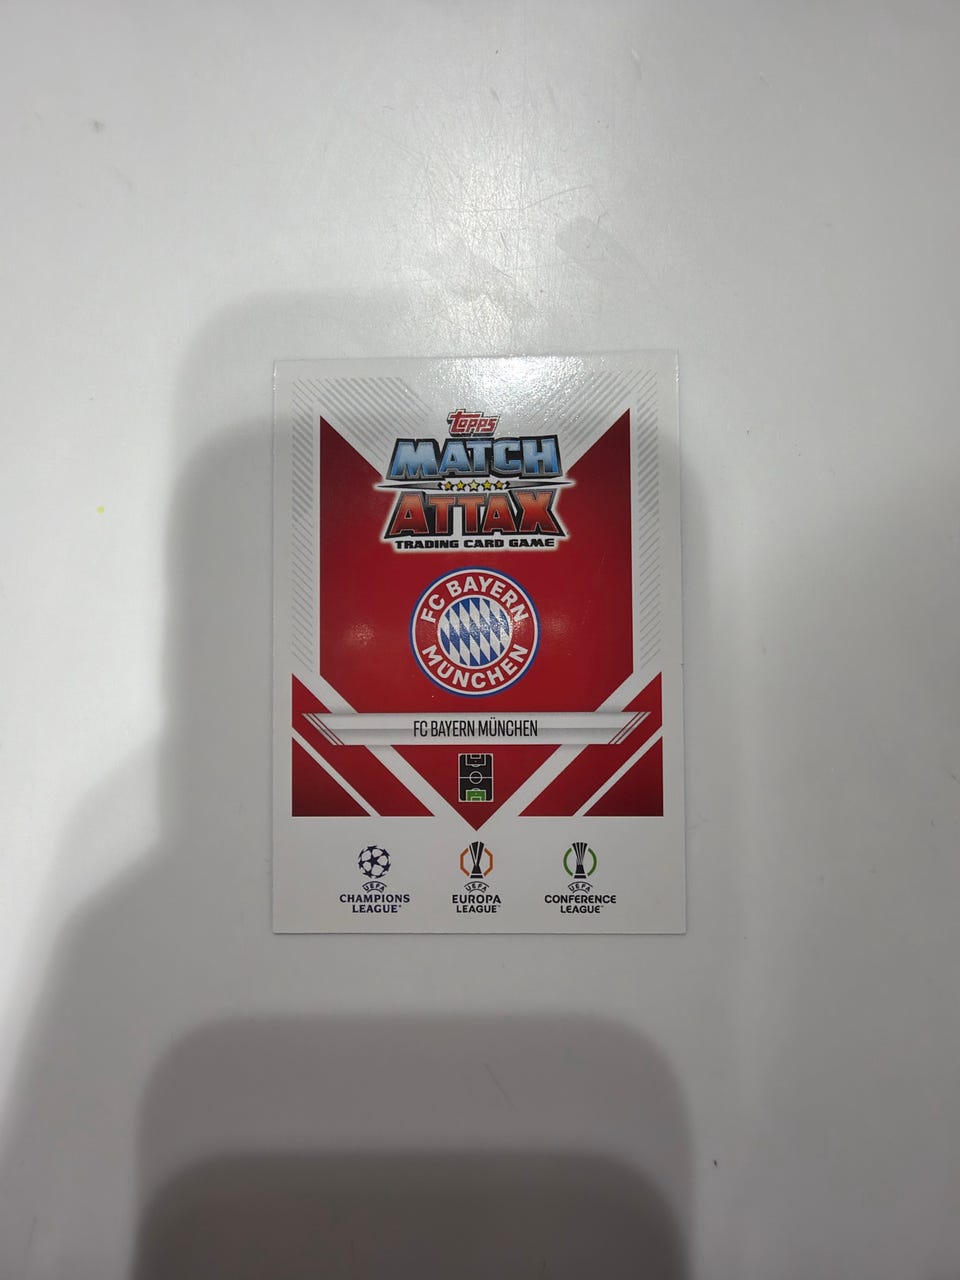 topps
MATCH
ATTAX
TRADING CARD GAME
FC BAYERN
MÜNCHEN
FC BAYERN MÜNCHEN
UEFA
CHAMPIONS
LEAGUE
UEFA
EUROPA
LEAGUE
UEFA
CONFERENCE
LEAGUE